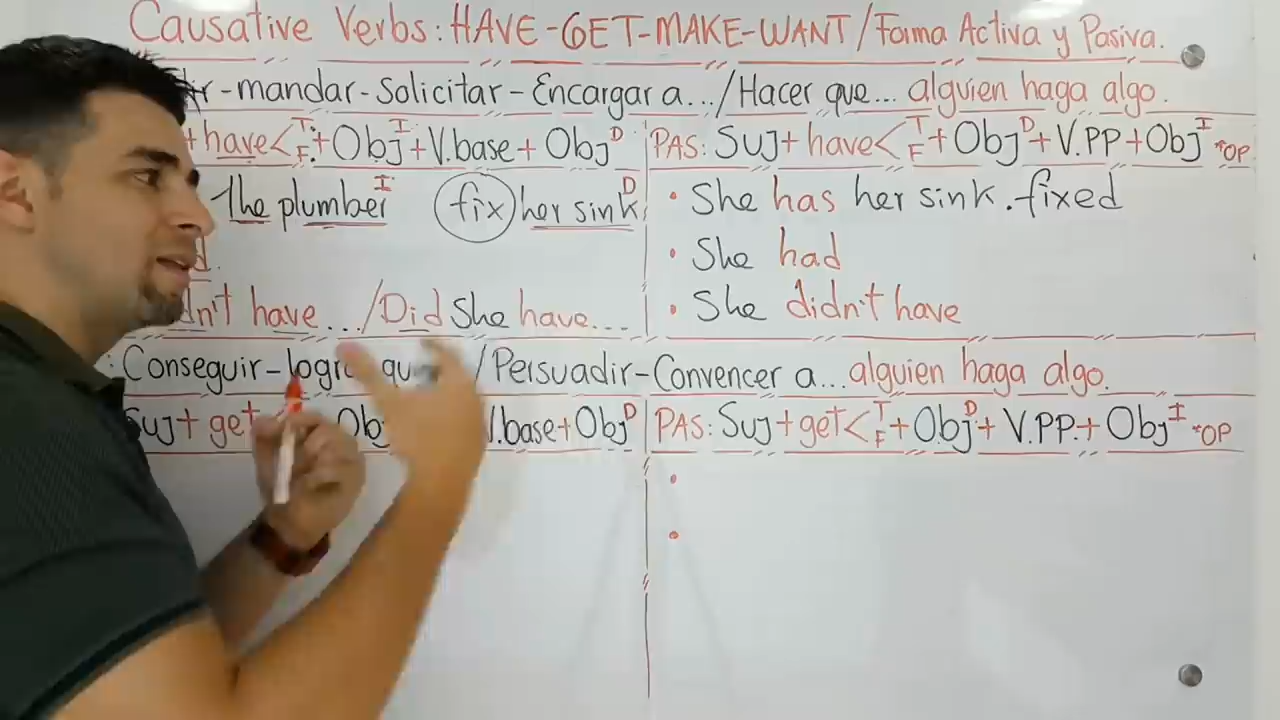 Causative Verbs: HAVE-GET-MAKE-WANT/Forma Activa y Pasiva.
-mandar-Solicitar-Encargar a.../Hacer que... alguien haga algo.
+have<T F.+ObjI+V.base+ObjD
PAS: Suj+have<T F+ObjD+V.PP+ObjI *OP
The plumberI fix her sinkD
• She has her sink.fixed
• She had
have.../Did She have...
• She didn't have
Conseguir- /Persuadir-Convencer a...alguien haga algo.
Suj+get V.base+ObjD
PAS: Suj+get<T F+ObjD+V.PP.+ObjI *OP